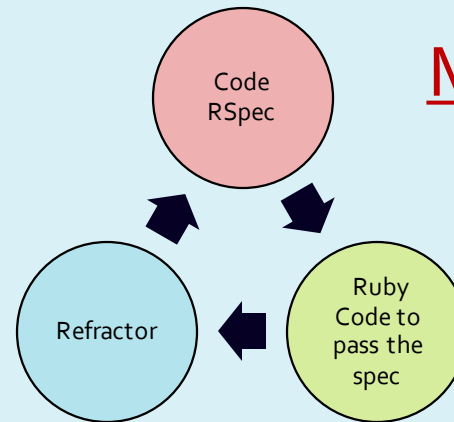 Code
RSpec
M
Ruby
Code to
pass the
spec
Refractor